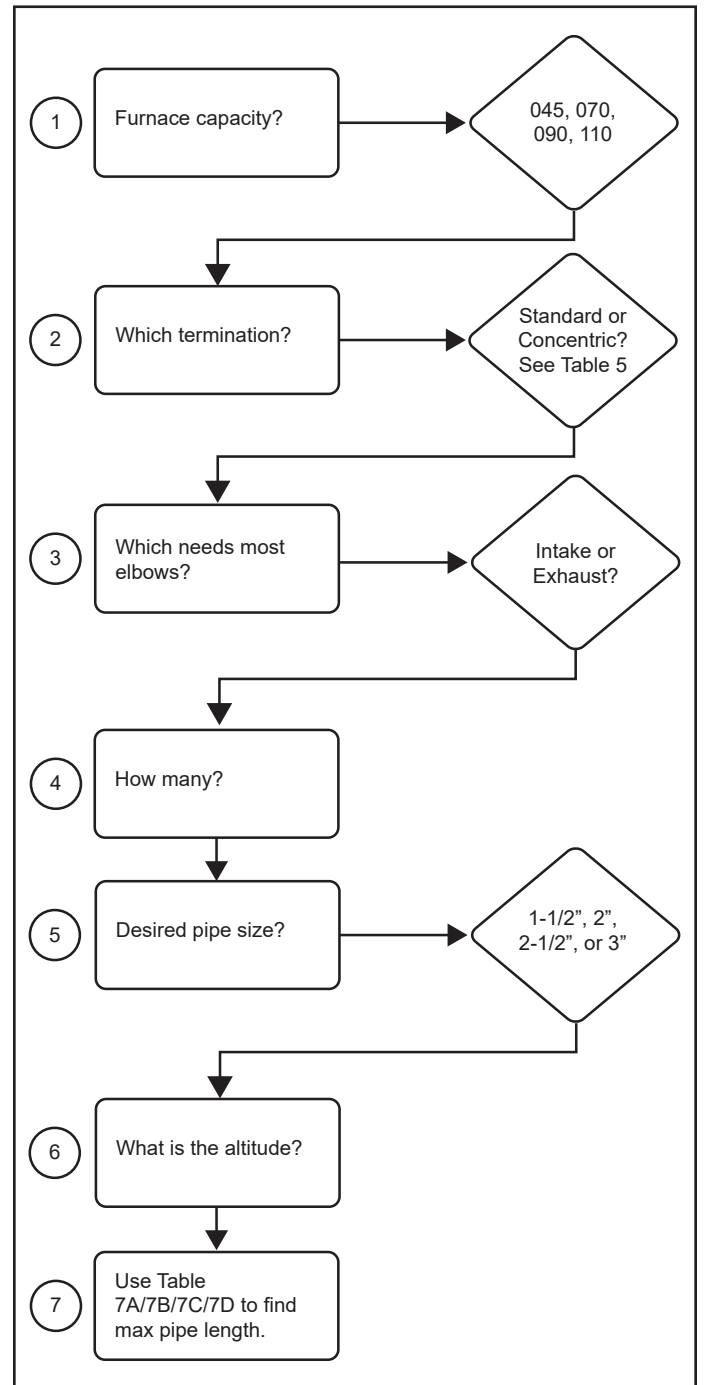 1
Furnace capacity?
045, 070,
090, 110
2
Which termination?
Standard or
Concentric?
See Table 5
3
Which needs most
elbows?
Intake or
Exhaust?
4
How many?
5
Desired pipe size?
1-1/2”, 2”,
2-1/2”, or 3”
6
What is the altitude?
7
Use Table
7A/7B/7C/7D to find
max pipe length.